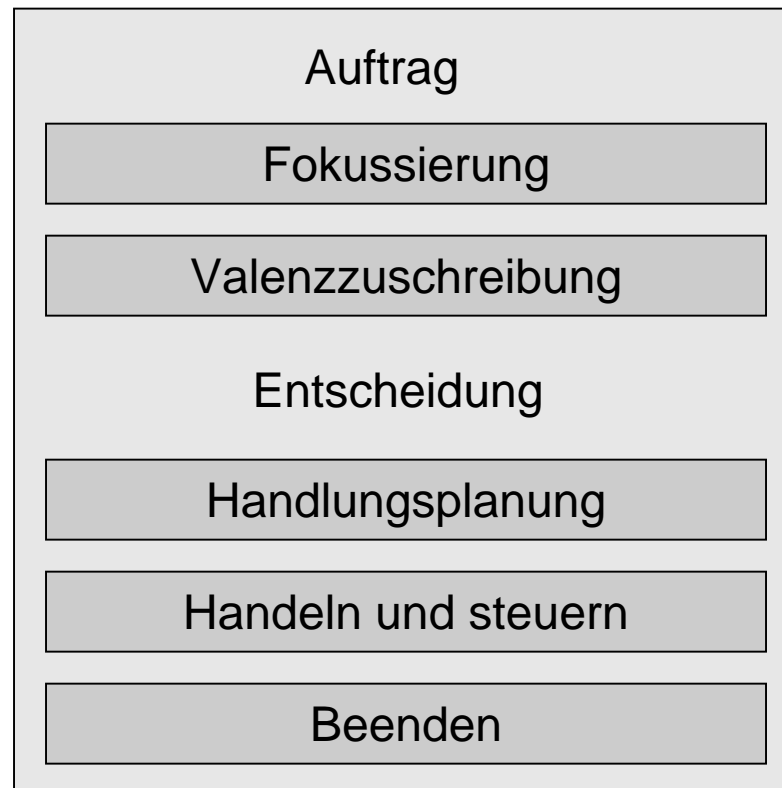 Auftrag
Fokussierung
Valenzzuschreibung
Entscheidung
Handlungsplanung
Handeln und steuern
Beenden